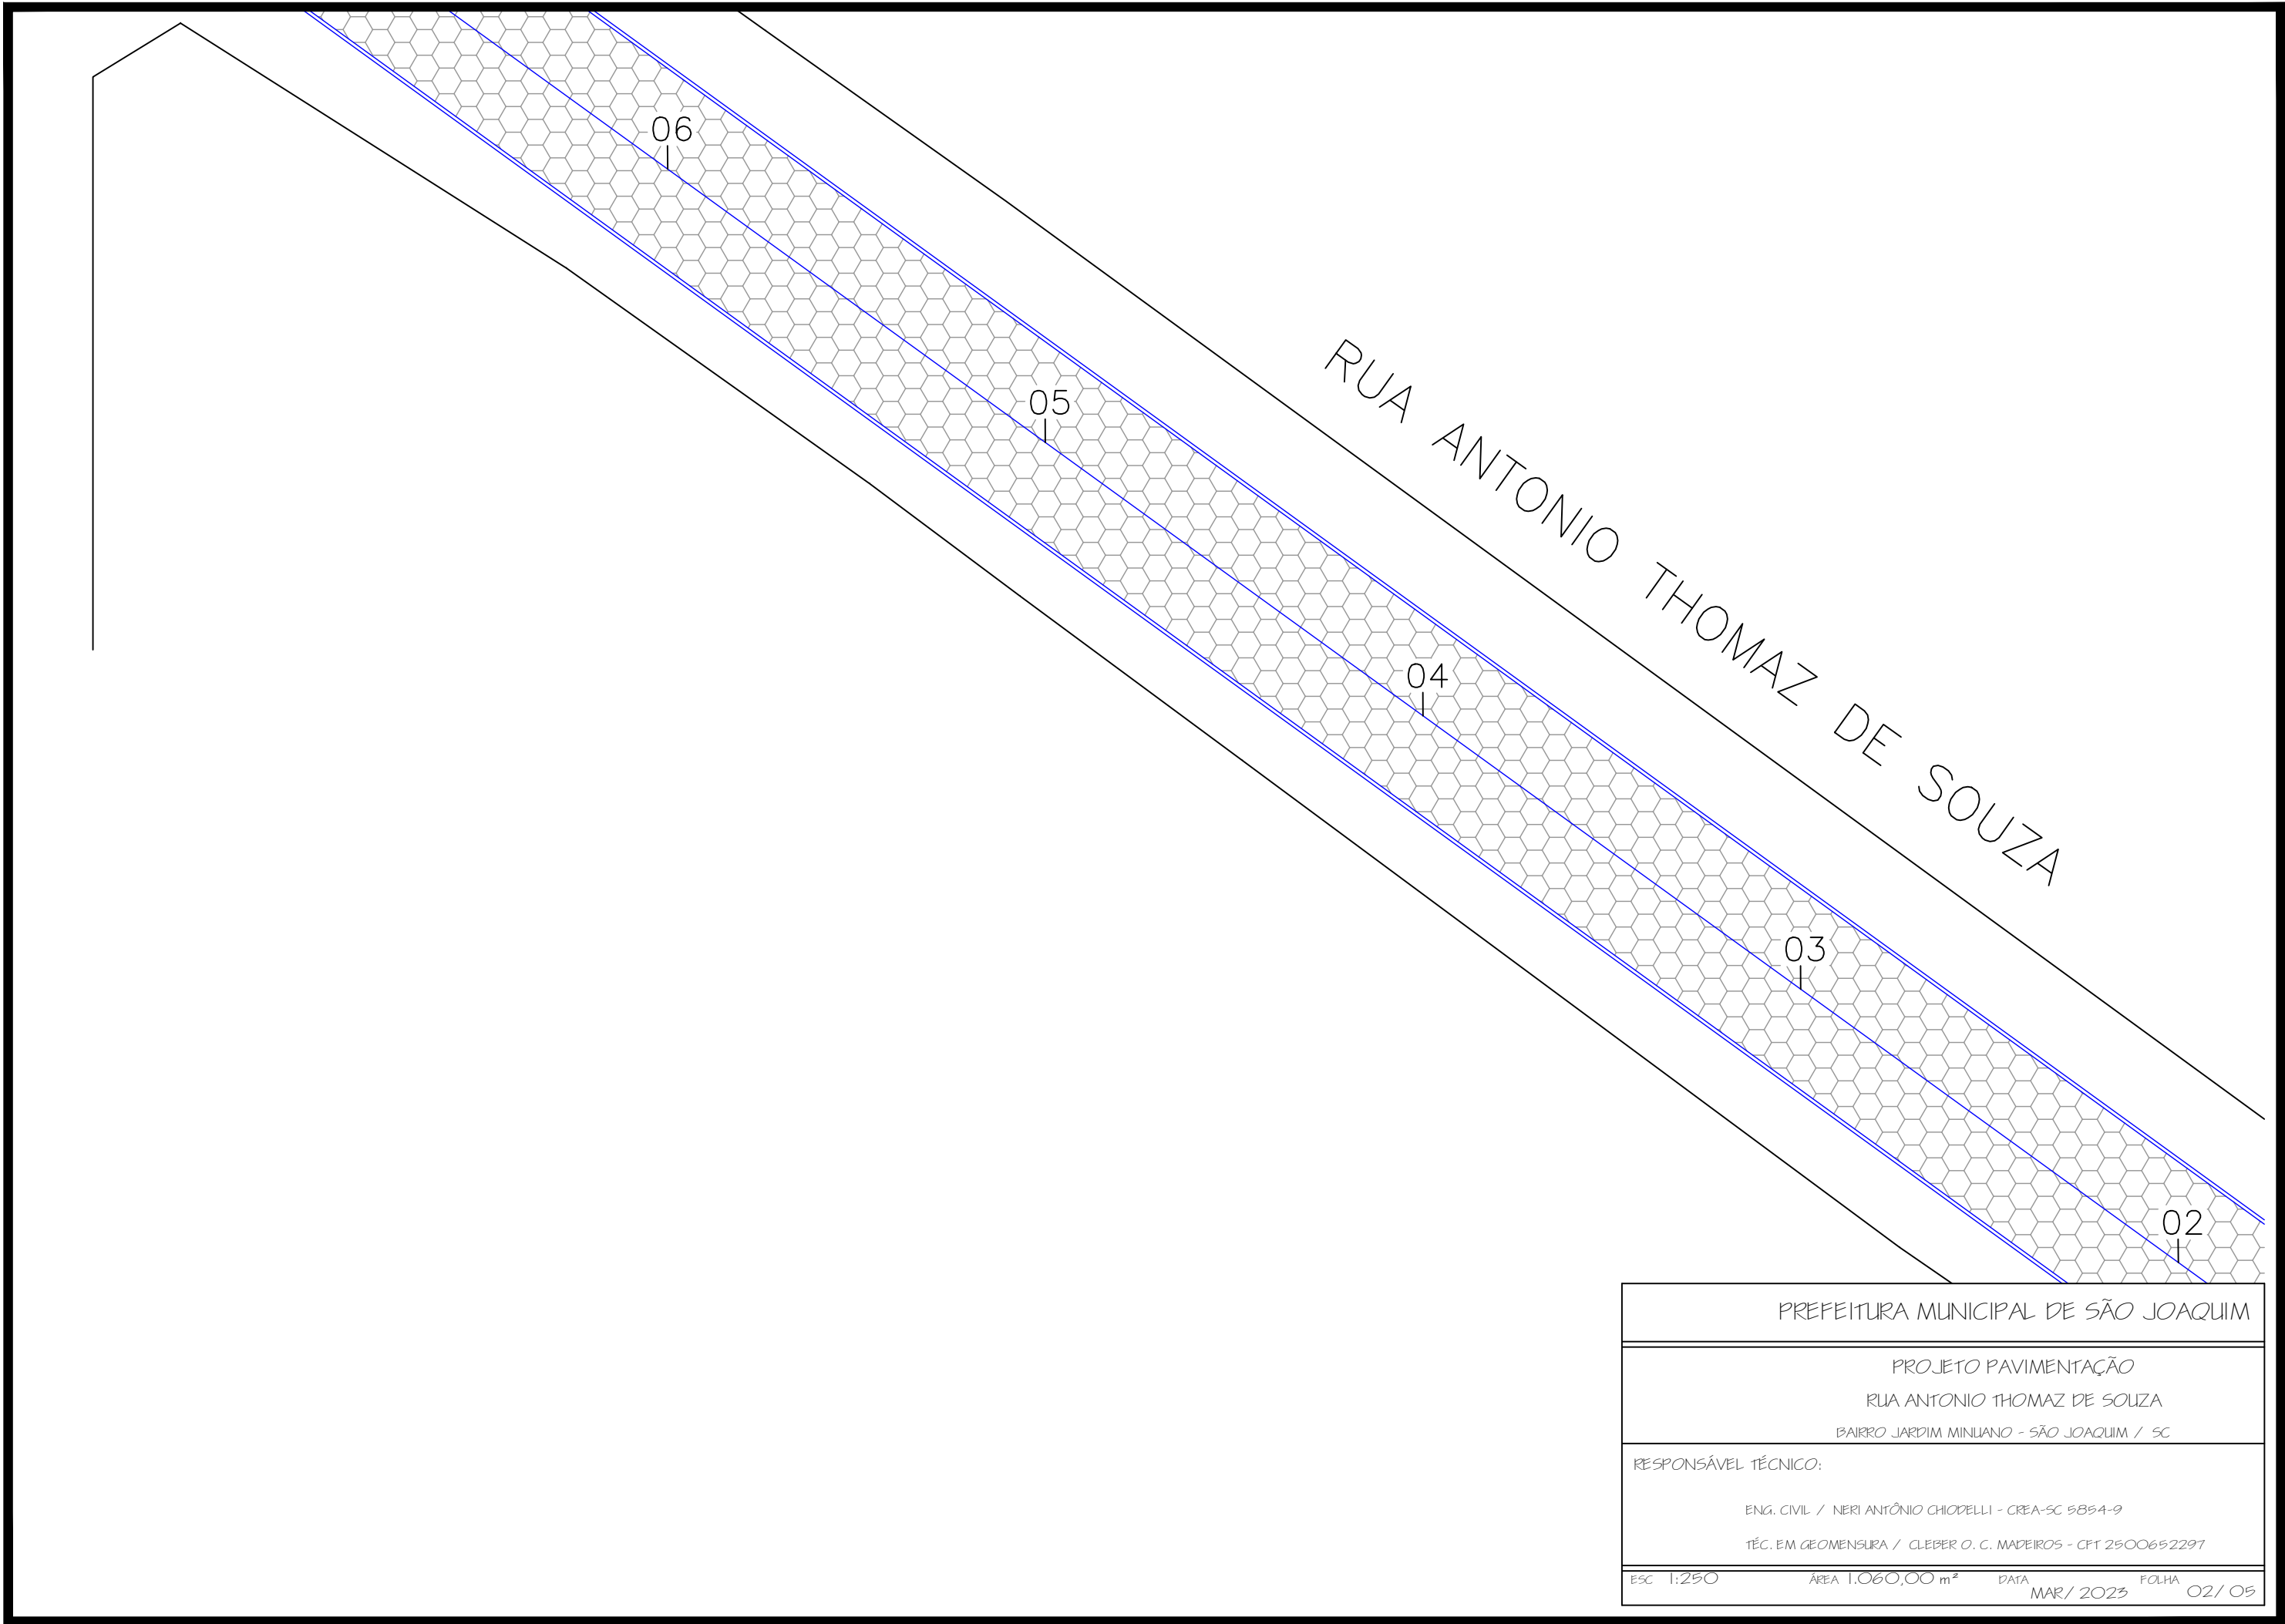 06
05
RUA ANTONIO THOMAZ DE SOUZA
04
03
02
PREFEITURA MUNICIPAL DE SÃO JOAQUIM
PROJETO PAVIMENTAÇÃO
RUA ANTONIO THOMAZ DE SOUZA
BAIRRO JARDIM MINUANO - SÃO JOAQUIM / SC
RESPONSÁVEL TÉCNICO:
ENG. CIVIL / NERI ANTÔNIO CHIODELLI - CREA-SC 5854-9
TÉC. EM GEOMENSURA / CLEBER O. C. MADEIROS - CFT 2500652297
ESC 1:250 ÁREA 1.060,00 m² DATA MAR/ 2023 FOLHA 02/ 05